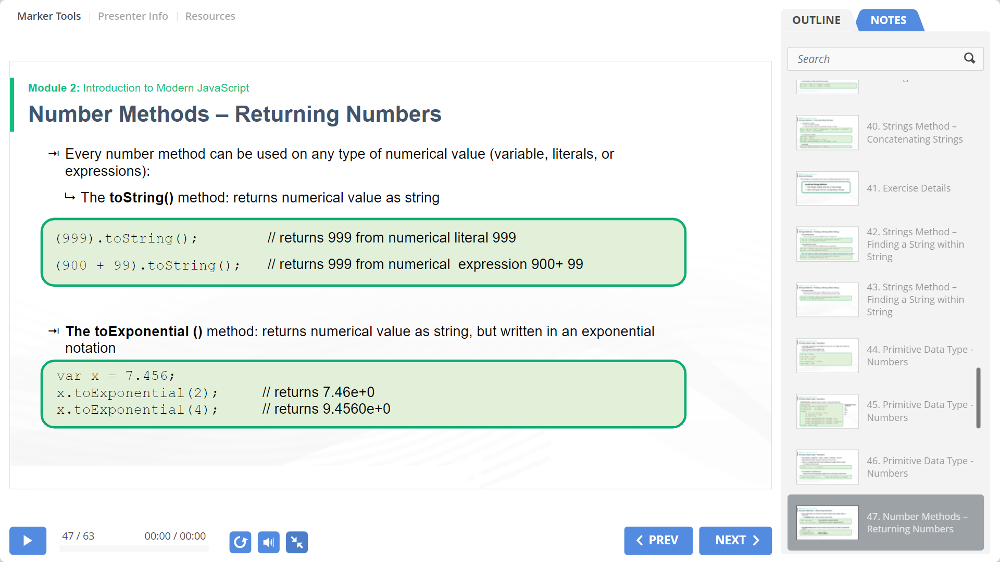 Marker Tools
Presenter Info
Resources
OUTLINE
NOTES
Search
Module 2: Introduction to Modern JavaScript
Number Methods – Returning Numbers
Every number method can be used on any type of numerical value (variable, literals, or
expressions):
The toString() method: returns numerical value as string
(999).toString(); // returns 999 from numerical literal 999
(900 + 99).toString(); // returns 999 from numerical expression 900+ 99
The toExponential () method: returns numerical value as string, but written in an exponential
notation
var x = 7.456;
x.toExponential(2); // returns 7.46e+0
x.toExponential(4); // returns 9.4560e+0
40. Strings Method –
Concatenating Strings
41. Exercise Details
42. Strings Method –
Finding a String within
String
43. Strings Method –
Finding a String within
String
44. Primitive Data Type -
Numbers
45. Primitive Data Type -
Numbers
46. Primitive Data Type -
Numbers
47. Number Methods –
Returning Numbers
47 / 63
00:00 / 00:00
PREV
NEXT